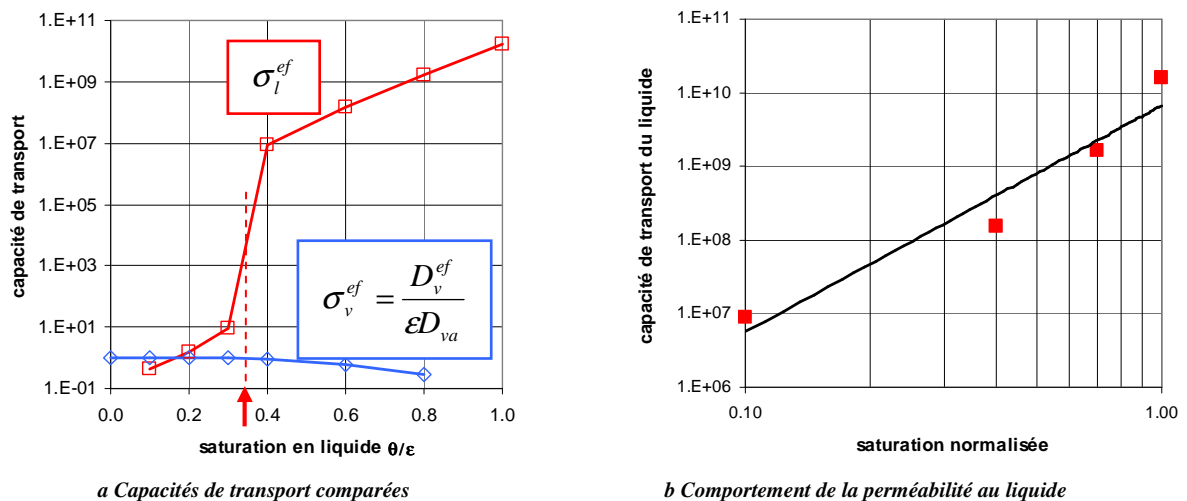 1.E+11
1.E+09
1.E+07
1.E+05
1.E+03
1.E+01
1.E-01
capacité de transport
σ_l^{ef}
σ_v^{ef} = D_v^{ef} / εD_{va}
0.0 0.2 0.4 0.6 0.8 1.0
saturation en liquide θ/ε
a Capacités de transport comparées
1.E+11
1.E+10
1.E+09
1.E+08
1.E+07
1.E+06
capacité de transport du liquide
0.10 1.00
saturation normalisée
b Comportement de la perméabilité au liquide